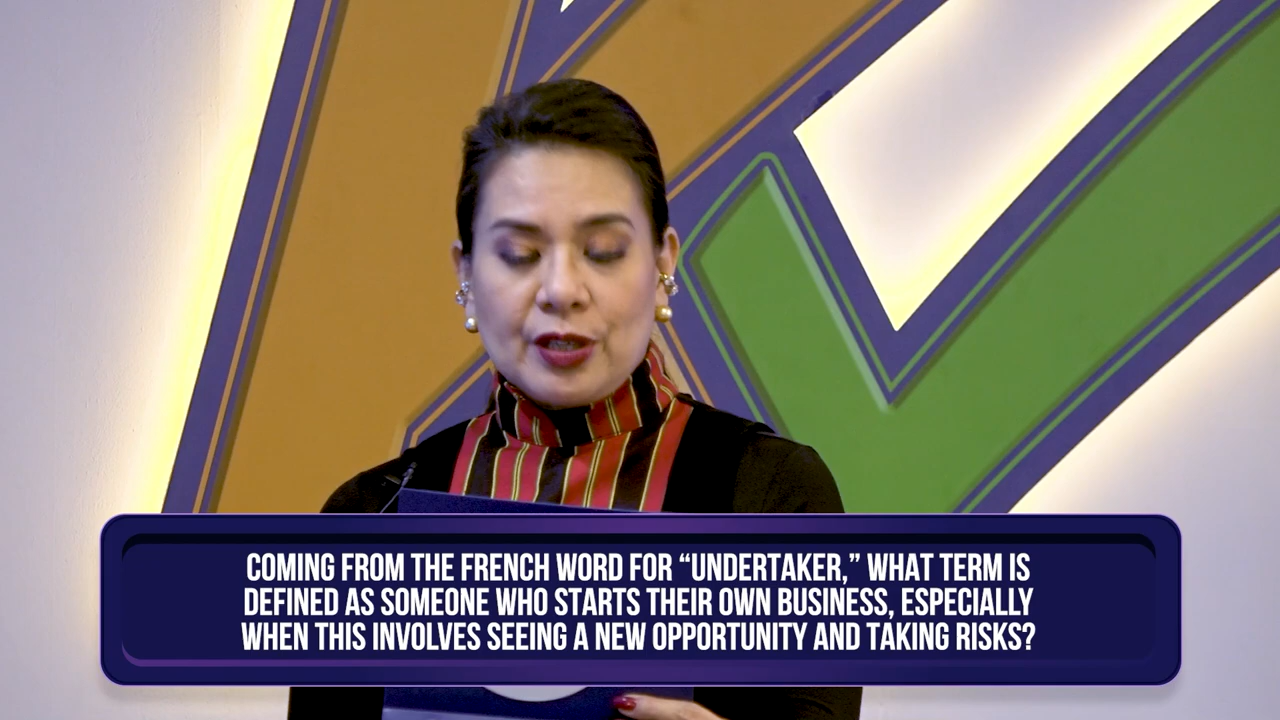 COMING FROM THE FRENCH WORD FOR “UNDERTAKER,” WHAT TERM IS
DEFINED AS SOMEONE WHO STARTS THEIR OWN BUSINESS, ESPECIALLY
WHEN THIS INVOLVES SEEING A NEW OPPORTUNITY AND TAKING RISKS?